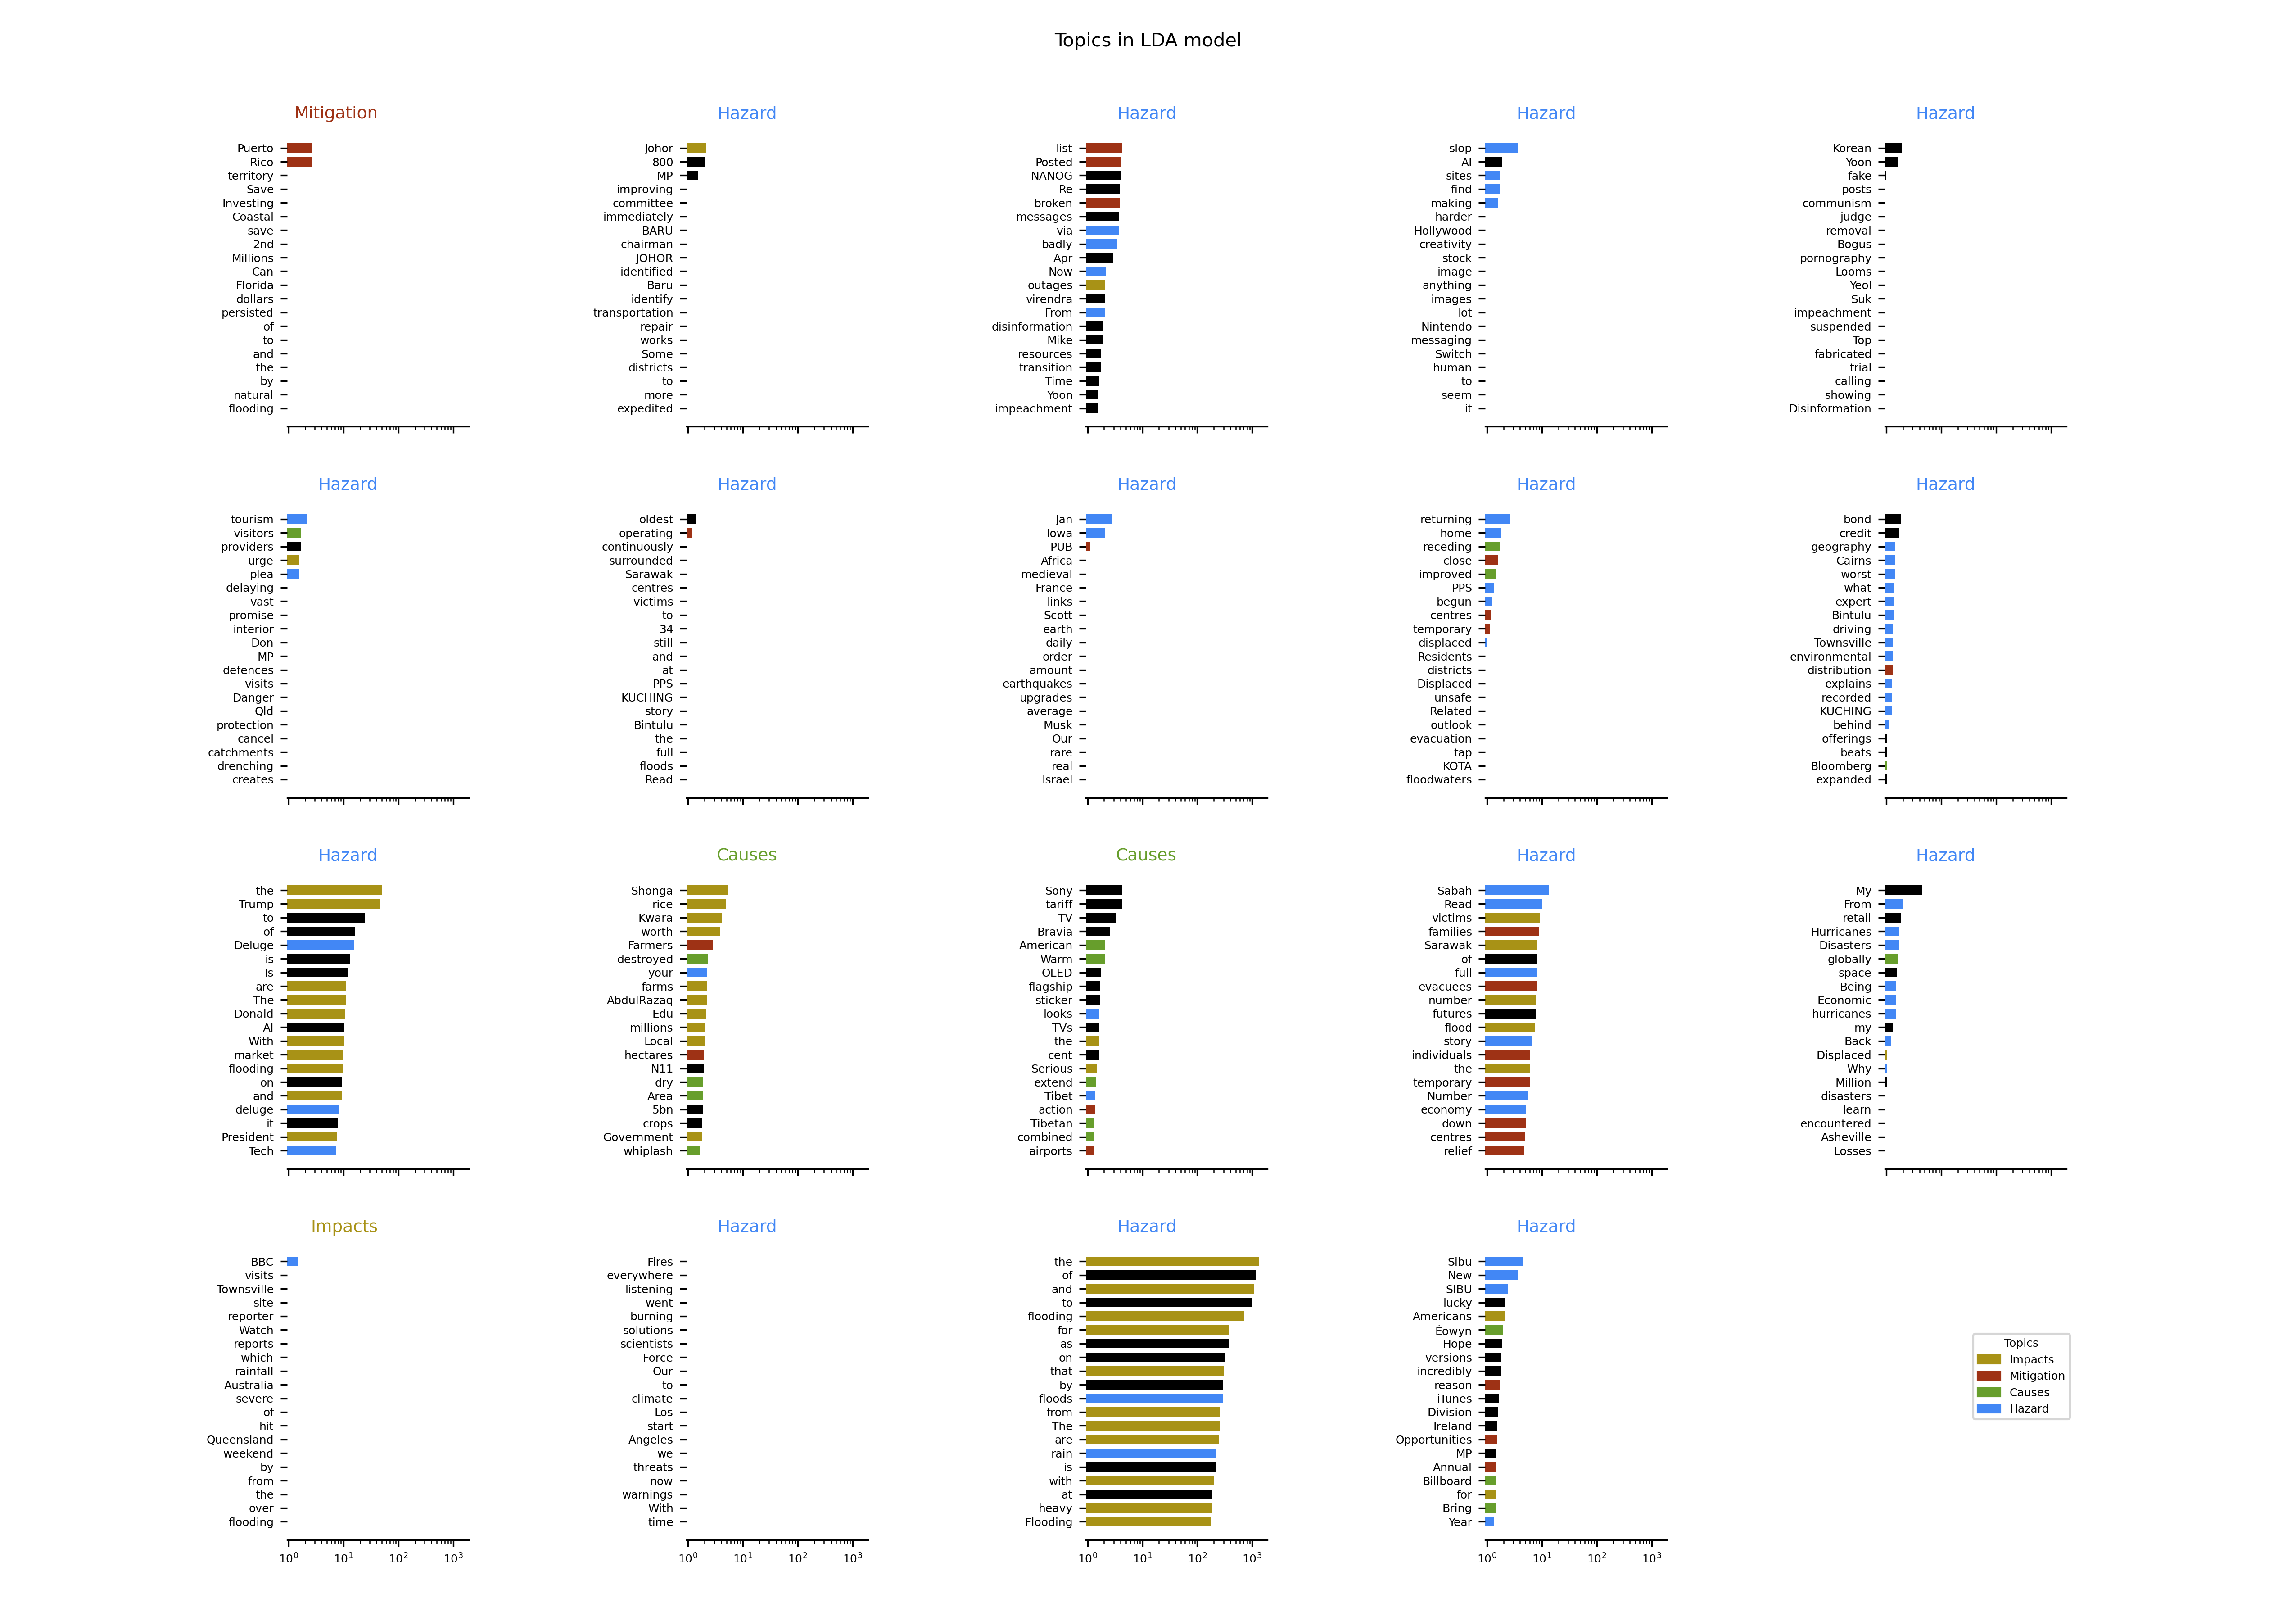 Topics in LDA model
Mitigation
Puerto
Rico
territory
Save
Investing
Coastal
save
2nd
Millions
Can
Florida
dollars
persisted
of
to
and
the
by
natural
flooding
Hazard
Johor
800
MP
improving
committee
immediately
BARU
chairman
JOHOR
identified
Baru
identify
transportation
repair
works
Some
districts
to
more
expedited
Hazard
list
Posted
NANOG
Re
broken
messages
via
badly
Apr
Now
outages
virendra
From
disinformation
Mike
resources
transition
Time
Yoon
impeachment
Hazard
slop
AI
sites
find
making
harder
Hollywood
creativity
stock
image
anything
images
lot
Nintendo
messaging
Switch
human
to
seem
it
Hazard
Korean
Yoon
fake
posts
communism
judge
removal
Bogus
pornography
Looms
Yeol
Suk
impeachment
suspended
Top
fabricated
trial
calling
showing
Disinformation
Hazard
tourism
visitors
providers
urge
plea
delaying
vast
promise
interior
Don
MP
defences
visits
Danger
Qld
protection
cancel
catchments
drenching
creates
Hazard
oldest
operating
continuously
surrounded
Sarawak
centres
victims
to
34
still
and
at
PPS
KUCHING
story
Bintulu
the
full
floods
Read
Hazard
Jan
Iowa
PUB
Africa
medieval
France
links
Scott
earth
daily
order
amount
earthquakes
upgrades
average
Musk
Our
rare
real
Israel
Hazard
returning
home
receding
close
improved
PPS
begun
centres
temporary
displaced
Residents
districts
Displaced
unsafe
Related
outlook
evacuation
tap
KOTA
floodwaters
Hazard
bond
credit
geography
Cairns
worst
what
expert
Bintulu
driving
Townsville
environmental
distribution
explains
recorded
KUCHING
behind
offerings
beats
Bloomberg
expanded
Hazard
the
Trump
to
of
Deluge
is
Is
are
The
Donald
AI
With
market
flooding
on
and
deluge
it
President
Tech
Causes
Shonga
rice
Kwara
worth
Farmers
destroyed
your
farms
AbdulRazaq
Edu
millions
Local
hectares
N11
dry
Area
5bn
crops
Government
whiplash
Causes
Sony
tariff
TV
Bravia
American
Warm
OLED
flagship
sticker
looks
TVs
the
cent
Serious
extend
Tibet
action
Tibetan
combined
airports
Hazard
Sabah
Read
victims
families
Sarawak
of
full
evacuees
number
futures
flood
story
individuals
the
temporary
Number
economy
down
centres
relief
Hazard
My
From
retail
Hurricanes
Disasters
globally
space
Being
Economic
hurricanes
my
Back
Displaced
Why
Million
disasters
learn
encountered
Asheville
Losses
Impacts
BBC
visits
Townsville
site
reporter
Watch
reports
which
rainfall
Australia
severe
of
hit
Queensland
weekend
by
from
the
over
flooding
10⁰ 10¹ 10² 10³
Hazard
Fires
everywhere
listening
went
burning
solutions
scientists
Force
Our
to
climate
Los
start
Angeles
we
threats
now
warnings
With
time
10⁰ 10¹ 10² 10³
Hazard
the
of
and
to
flooding
for
as
on
that
by
floods
from
The
are
rain
is
with
at
heavy
Flooding
10⁰ 10¹ 10² 10³
Hazard
Sibu
New
SIBU
lucky
Americans
Éowyn
Hope
versions
incredibly
reason
iTunes
Division
Ireland
Opportunities
MP
Annual
Billboard
for
Bring
Year
10⁰ 10¹ 10² 10³
Topics
Impacts
Mitigation
Causes
Hazard